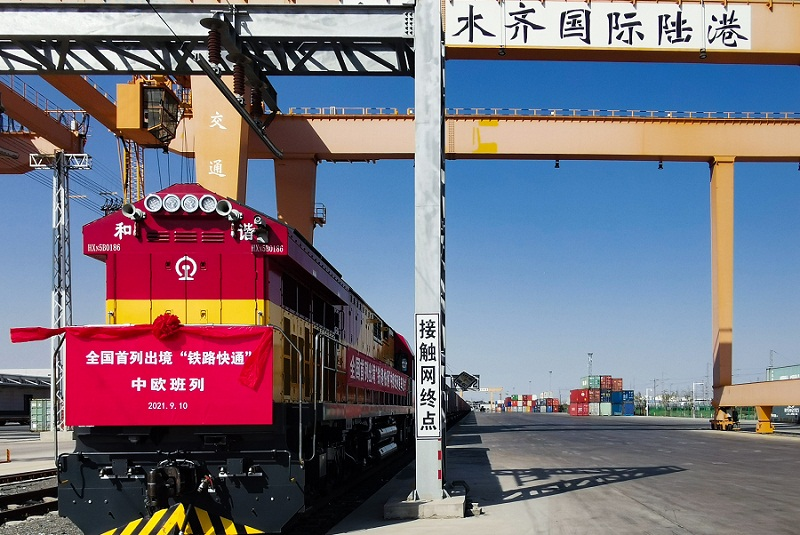 水齐国际陆港
交通
和谐
HXN5B0186
HXN5B0186
全国首列出境“铁路快通”
中欧班列
2021.9.10
接触网终点